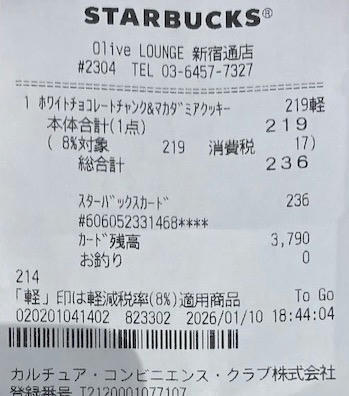 STARBUCKS®
Olive LOUNGE 新宿通店
#2304 TEL 03-6457-7327
1 ﾎﾜｲﾄﾁｮｺﾚｰﾄﾁｬﾝｸ&ﾏｶﾀﾞﾐｱｸｯｷｰ 219軽
本体合計(1点) 219
( 8%対象 219 消費税 17)
総合計 236
ｽﾀｰﾊﾞｯｸｽｶｰﾄﾞ 236
#606052331468****
ｶｰﾄﾞ残高 3,790
お釣り 0
214
「軽」印は軽減税率(8%)適用商品 To Go
020201041402 823302 2026/01/10 18:44:04
カルチュア・コンビニエンス・クラブ株式会社
登録番号 T2120001077107